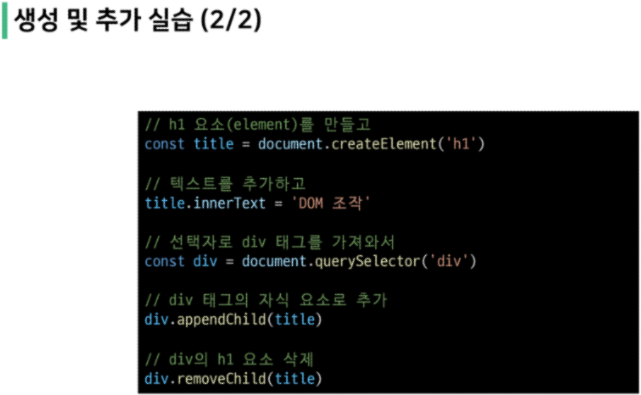 생성 및 추가 실습 (2/2)
// h1 요소(element)를 만들고
const title = document.createElement('h1')
// 텍스트를 추가하고
title.innerText = 'DOM 조작'
// 선택자로 div 태그를 가져와서
const div = document.querySelector('div')
// div 태그의 자식 요소로 추가
div.appendChild(title)
// div의 h1 요소 삭제
div.removeChild(title)